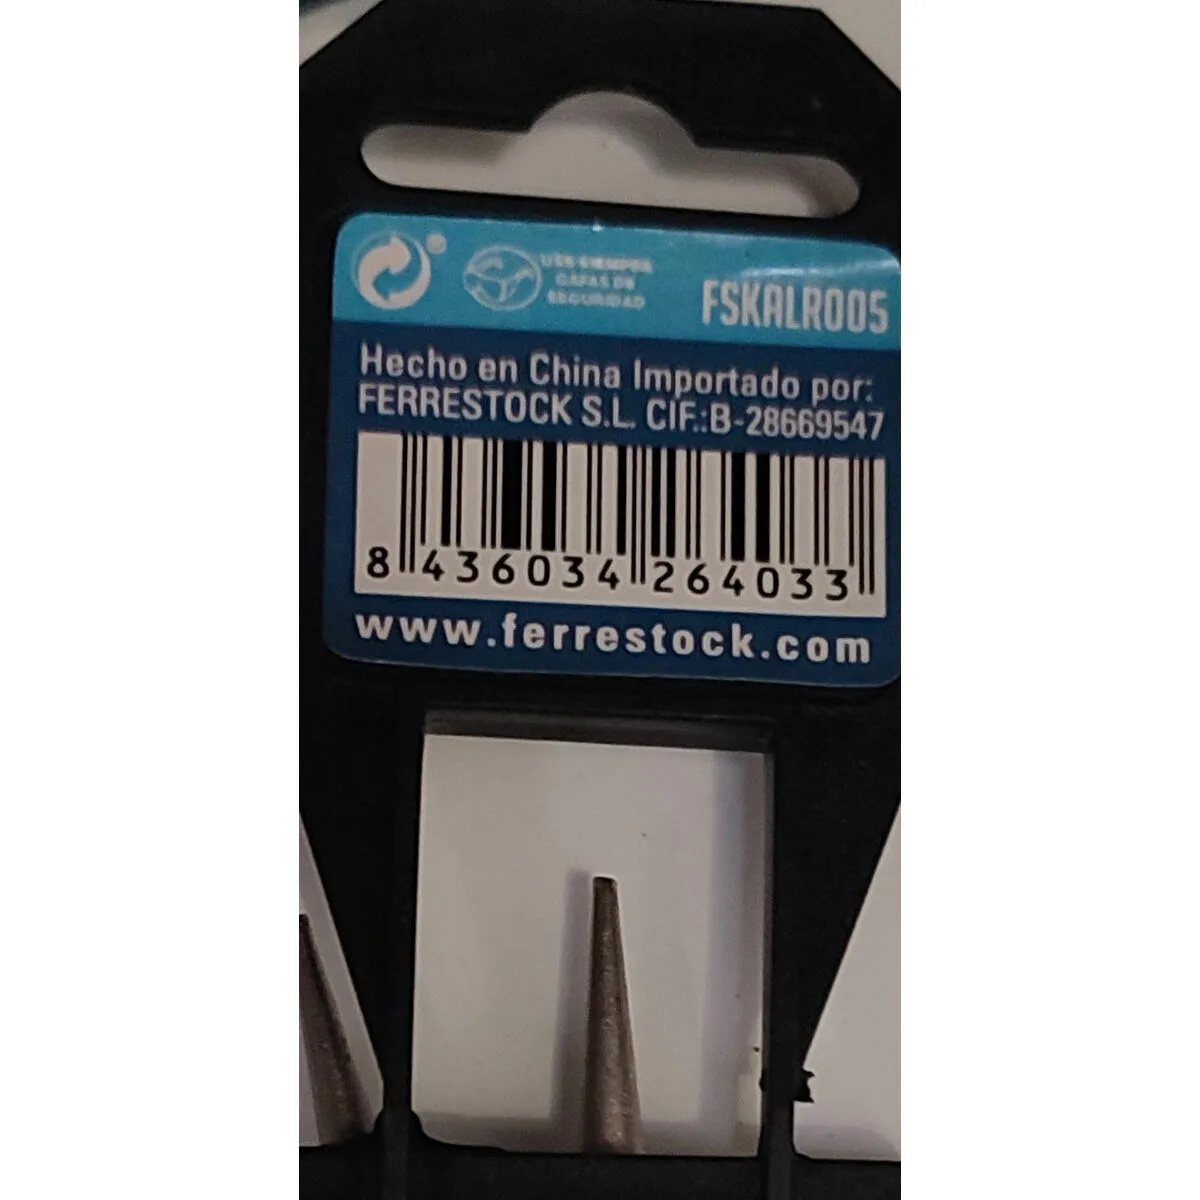 ®
USE SIEMPRE
GAFAS DE
SEGURIDAD
FSKALR005
Hecho en China Importado por:
FERRESTOCK S.L. CIF.:B-28669547
8 436034 264033
www.ferrestock.com